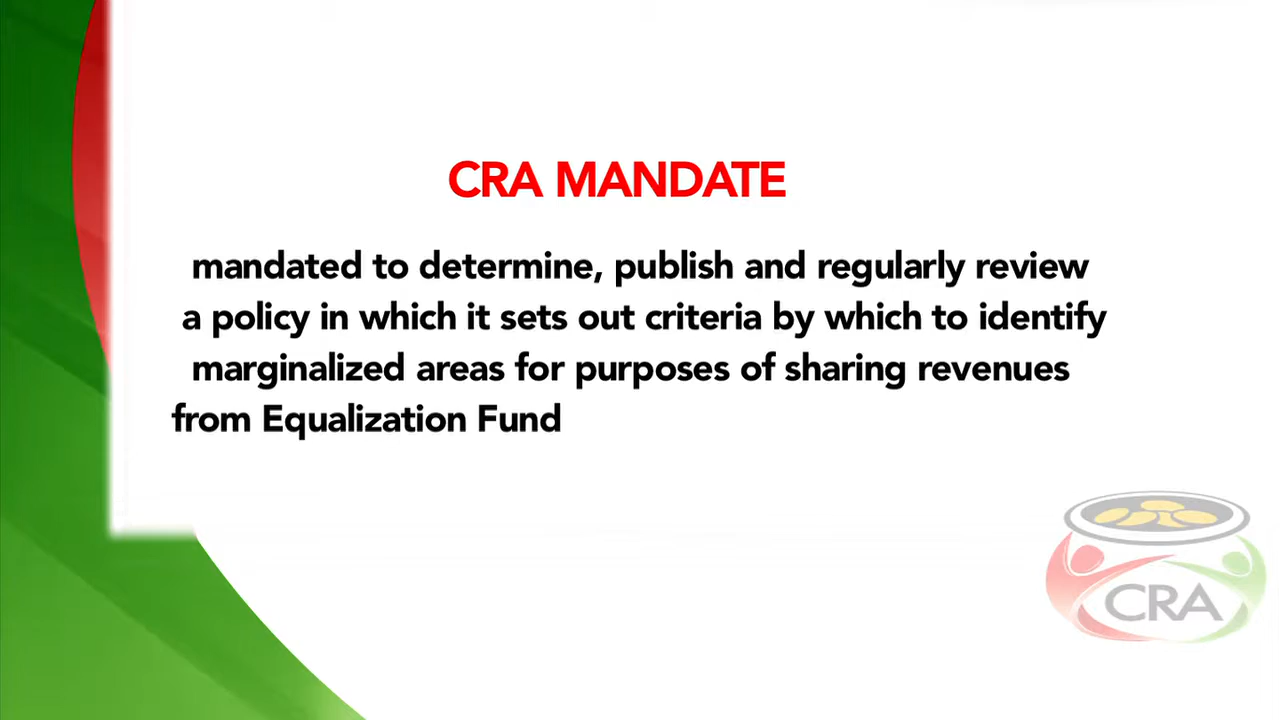 CRA MANDATE
mandated to determine, publish and regularly review
a policy in which it sets out criteria by which to identify
marginalized areas for purposes of sharing revenues
from Equalization Fund
CRA